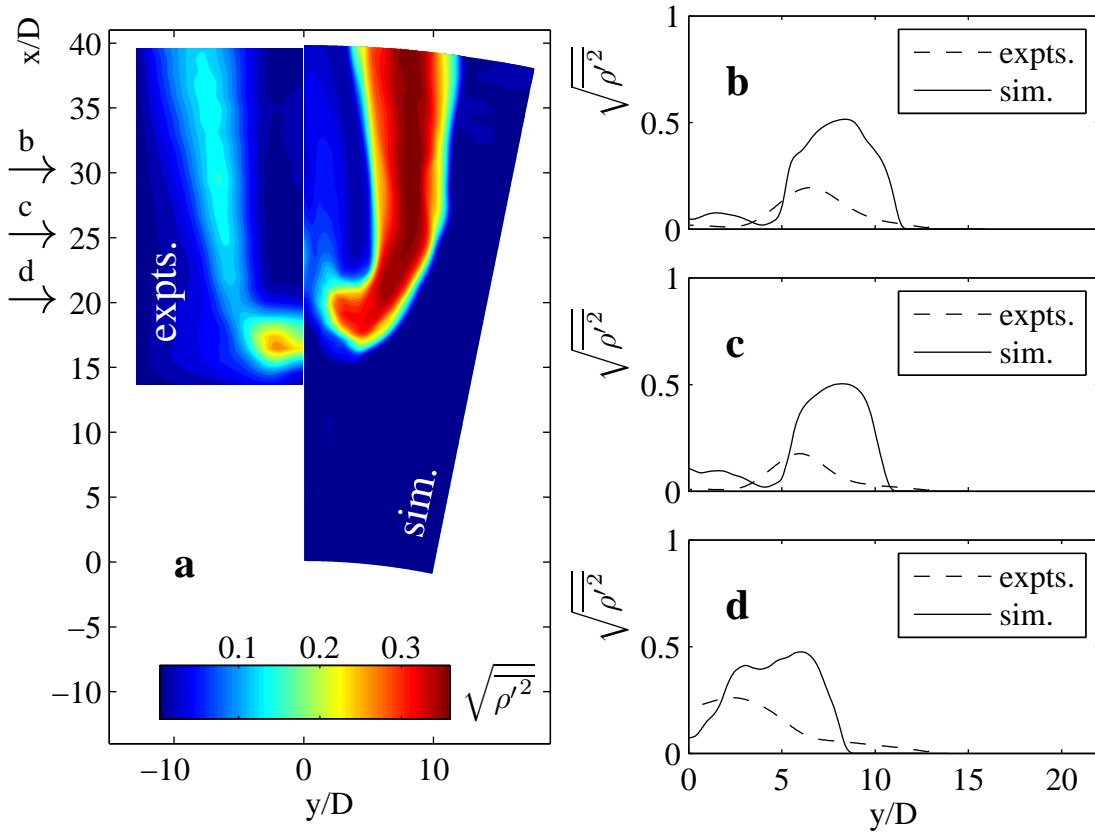 x/D
40
35
30
25
20
15
10
5
0
−5
−10
b
c
d
expts.
sim.
a
0.1 0.2 0.3
√ρ′²
−10 0 10
y/D
1
0.5
0
√ρ′²
b
expts.
sim.
1
0.5
0
√ρ′²
c
expts.
sim.
1
0.5
0
√ρ′²
d
expts.
sim.
0 5 10 15 20
y/D